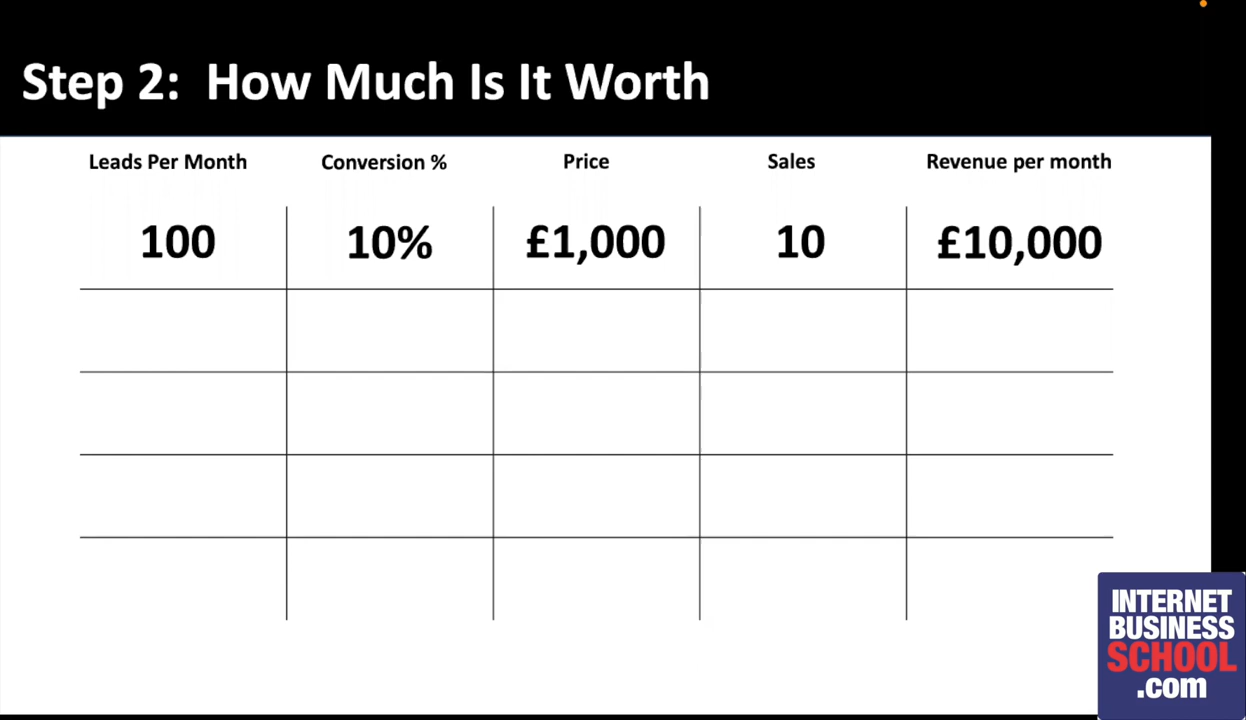 Step 2: How Much Is It Worth
Leads Per Month Conversion % Price Sales Revenue per month
100 10% £1,000 10 £10,000
INTERNET
BUSINESS
SCHOOL
.com